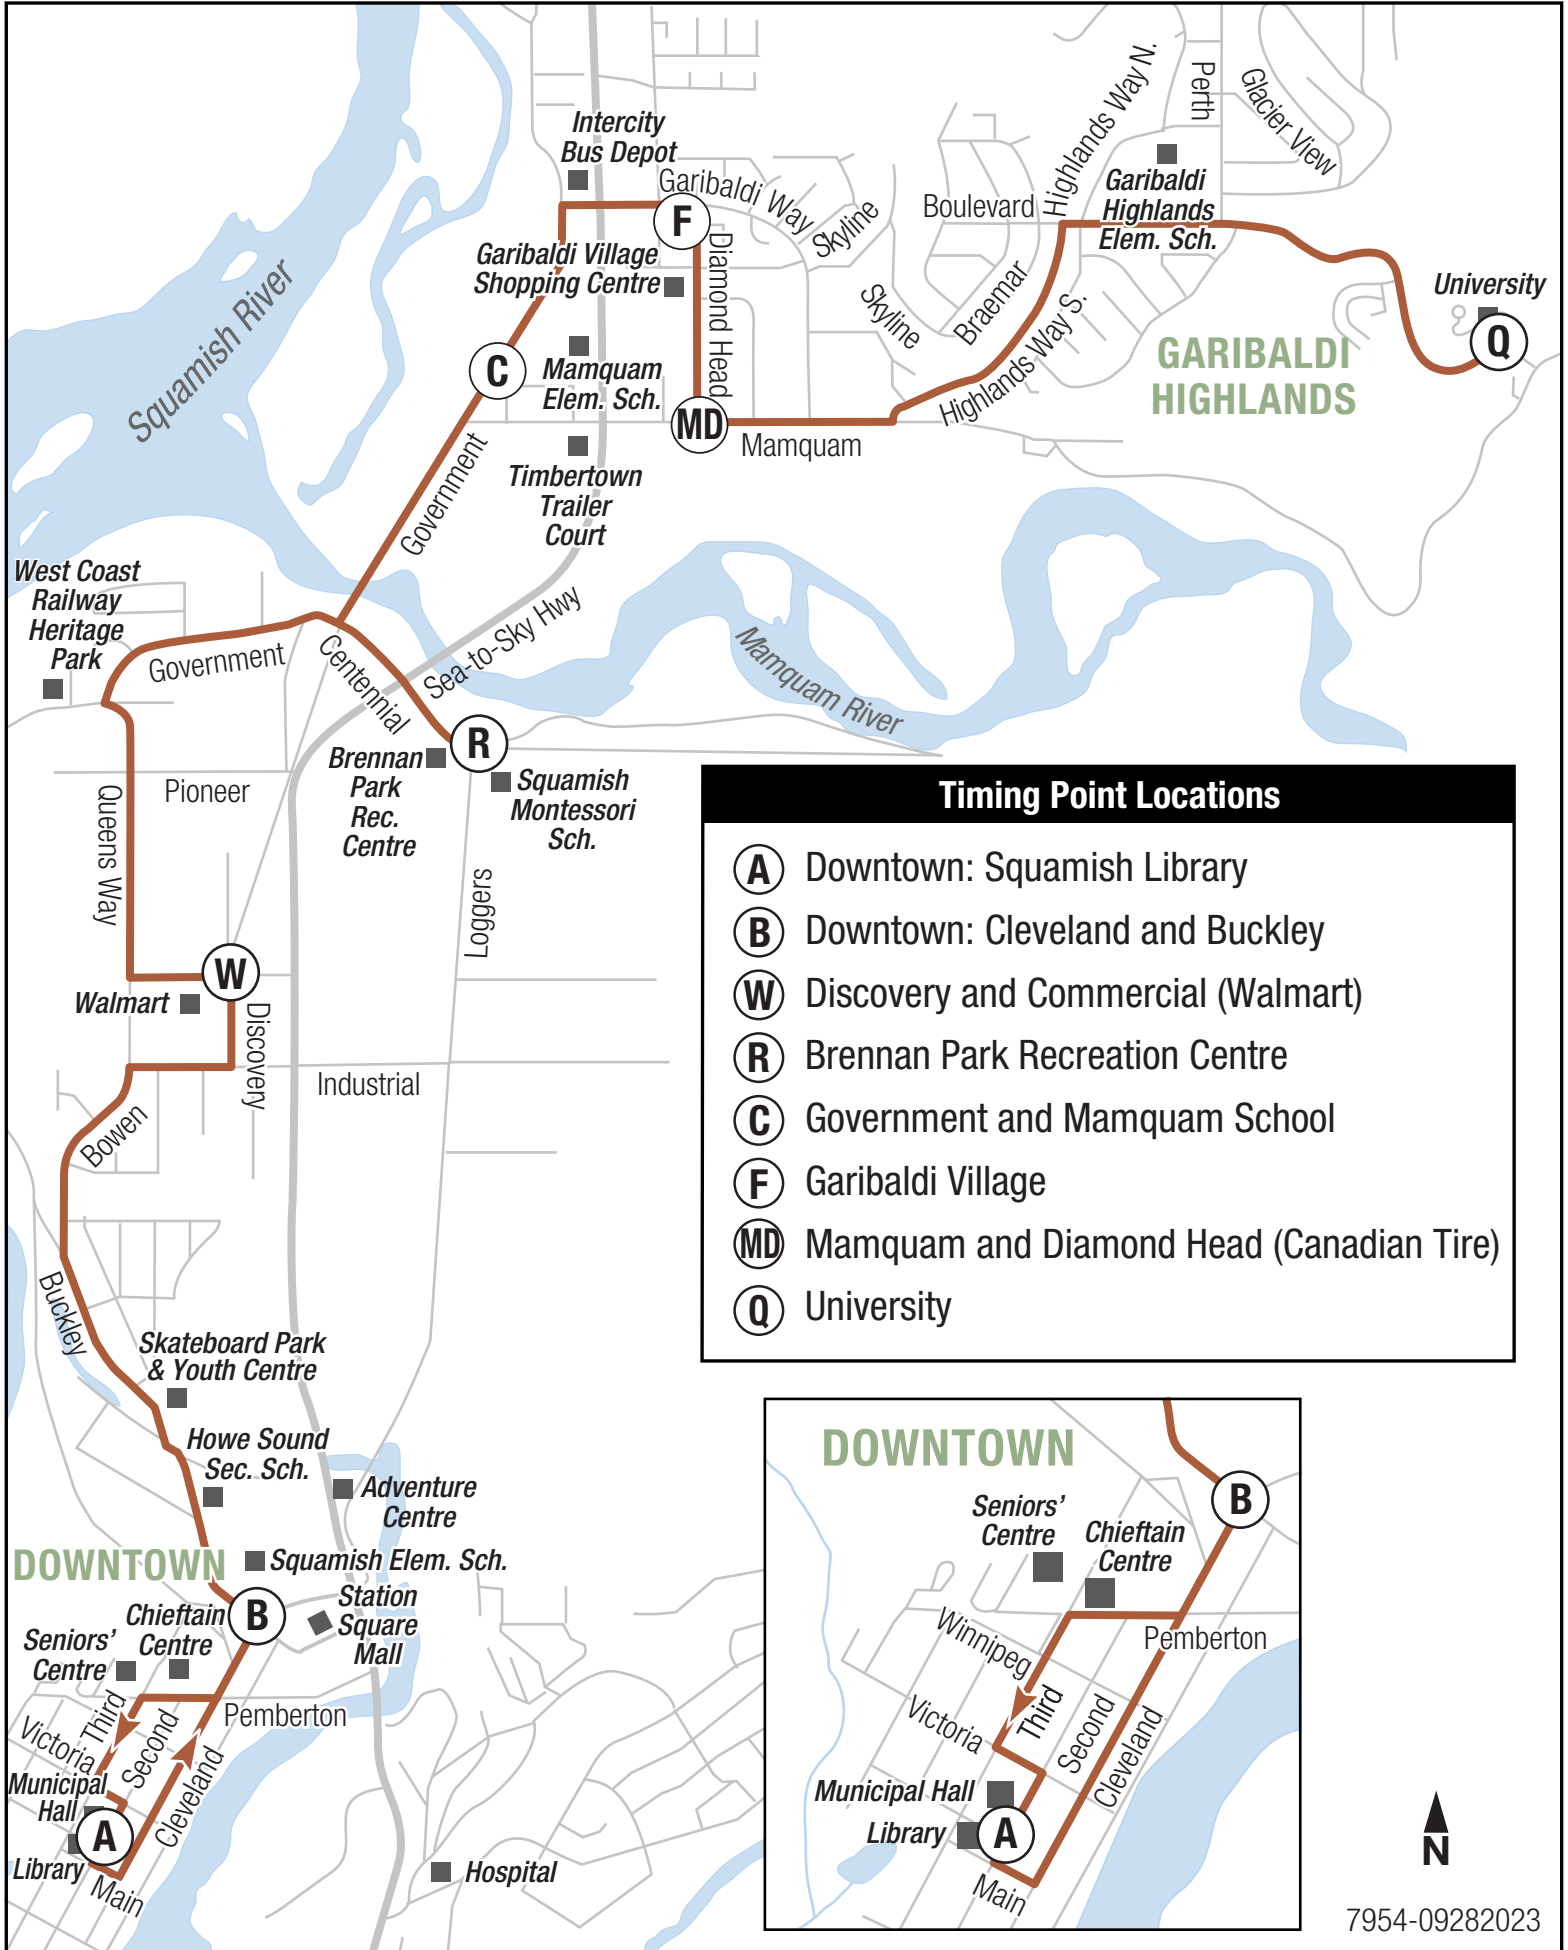 Intercity
Bus Depot
Garibaldi Way
Skyline
Skyline
Boulevard
Highlands Way N.
Perth
Glacier View
Garibaldi
Highlands
Elem. Sch.
F
Garibaldi Village
Shopping Centre
Diamond Head
Braemar
Highlands Way S.
University
Q
GARIBALDI
HIGHLANDS
Squamish River
C
Mamquam
Elem. Sch.
MD
Mamquam
Government
Timbertown
Trailer
Court
West Coast
Railway
Heritage
Park
Government
Centennial
Sea-to-Sky Hwy
Mamquam River
R
Brennan
Park
Rec.
Centre
Squamish
Montessori
Sch.
Pioneer
Queens Way
Loggers
W
Walmart
Discovery
Industrial
Bowen
Buckley
Skateboard Park
& Youth Centre
Howe Sound
Sec. Sch.
Adventure
Centre
DOWNTOWN
Squamish Elem. Sch.
B
Station
Square
Mall
Chieftain
Centre
Seniors'
Centre
Pemberton
Third
Victoria
Second
Cleveland
Municipal
Hall
A
Library
Main
Hospital
Timing Point Locations
A Downtown: Squamish Library
B Downtown: Cleveland and Buckley
W Discovery and Commercial (Walmart)
R Brennan Park Recreation Centre
C Government and Mamquam School
F Garibaldi Village
MD Mamquam and Diamond Head (Canadian Tire)
Q University
DOWNTOWN
B
Seniors'
Centre
Chieftain
Centre
Winnipeg
Pemberton
Third
Victoria
Second
Cleveland
Municipal Hall
Library
A
Main
N
7954-09282023